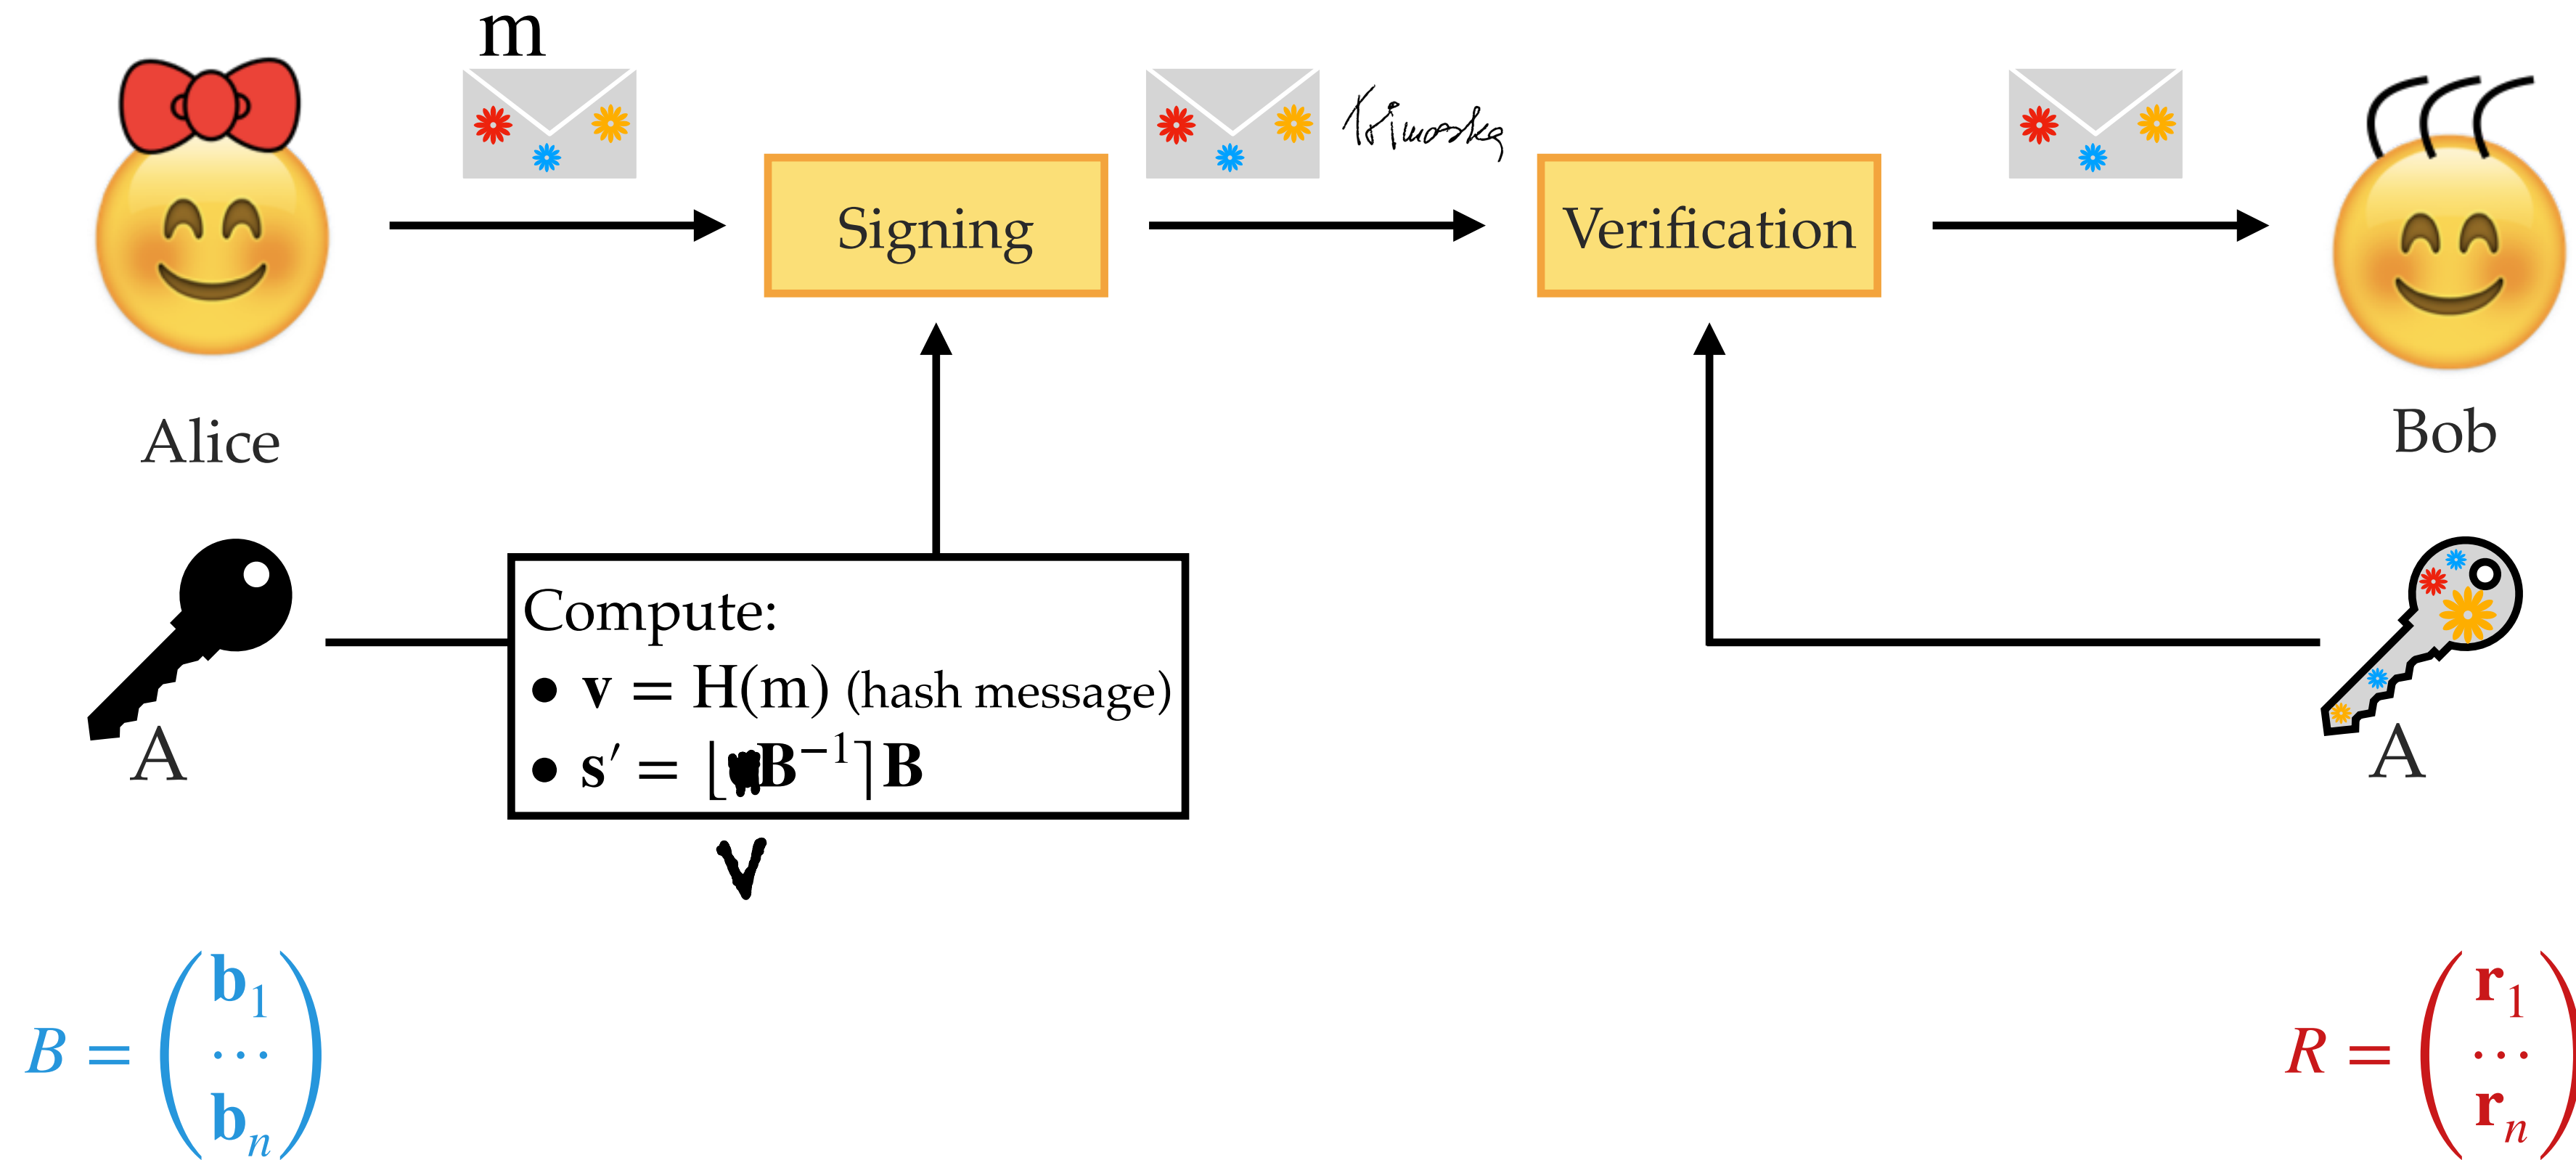 m
Signing
Verification
Alice
Bob
Compute:
• v = H(m) (hash message)
• s′ = ⌊B⁻¹⌉B
v
A
A
B = (b₁ ⋯ bₙ)
R = (r₁ ⋯ rₙ)